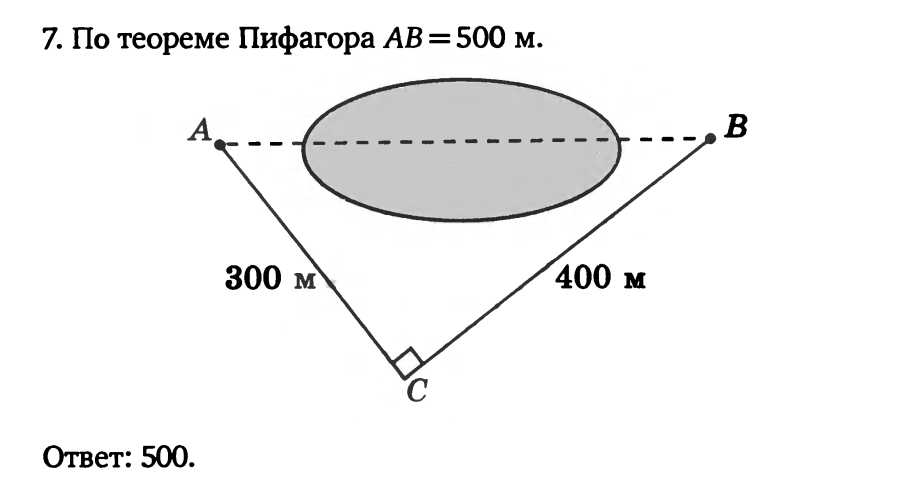 7. По теореме Пифагора AB = 500 м.
A
B
300 м
400 м
C
Ответ: 500.